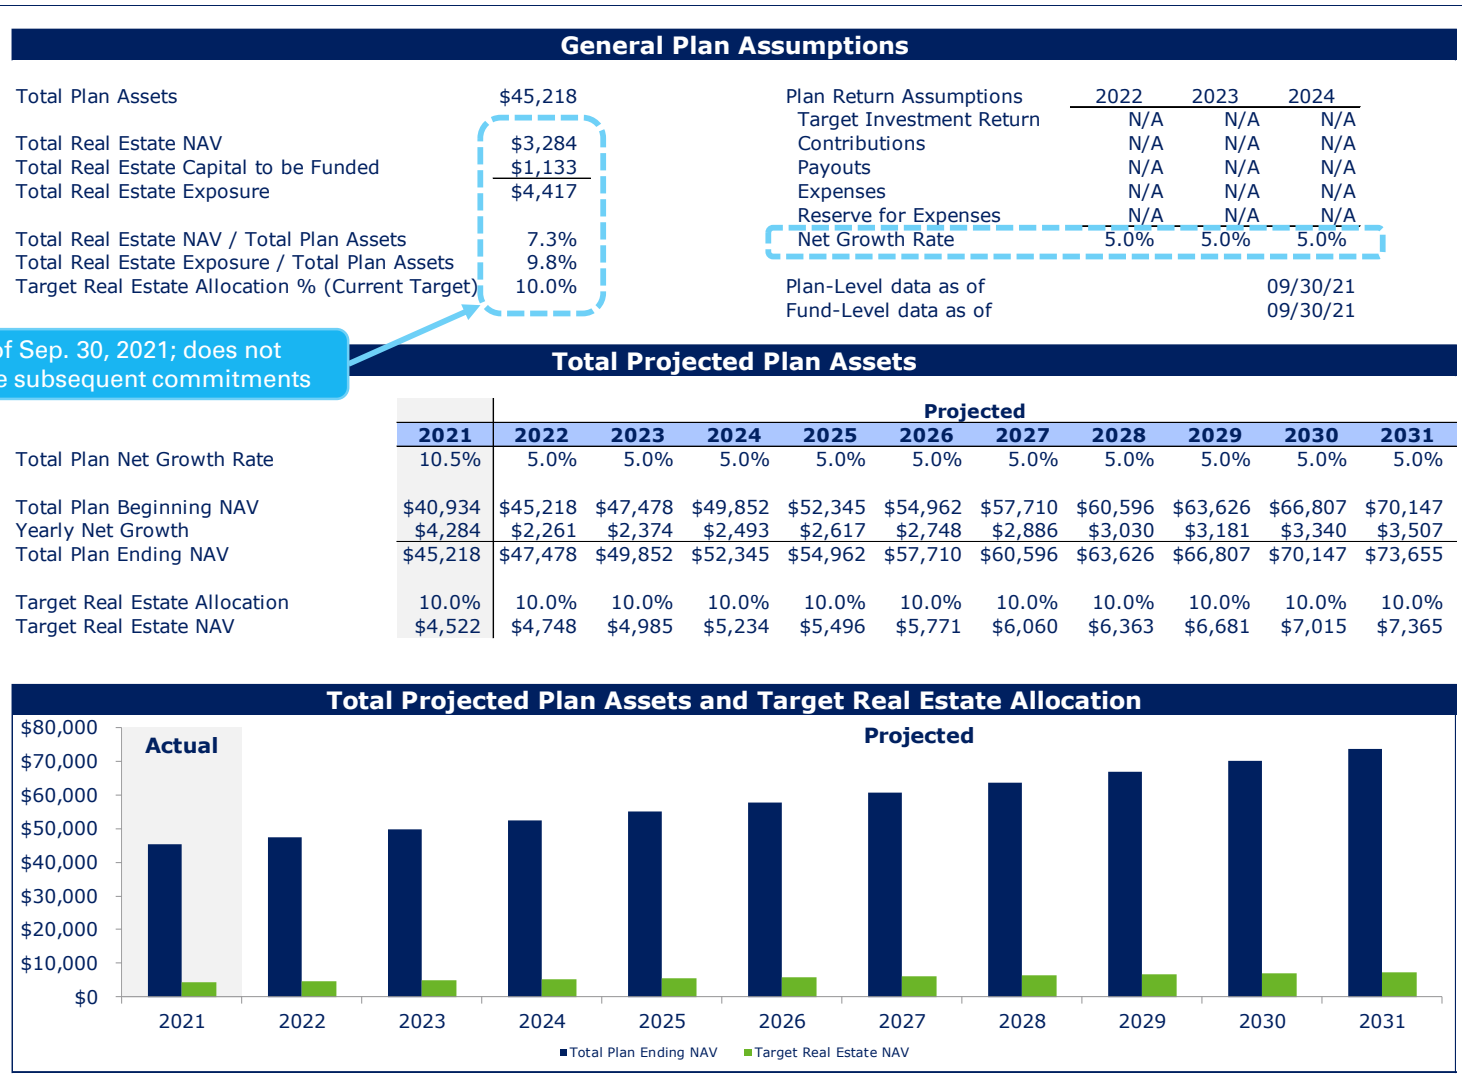 General Plan Assumptions
Total Plan Assets $45,218
Total Real Estate NAV $3,284
Total Real Estate Capital to be Funded $1,133
Total Real Estate Exposure $4,417
Total Real Estate NAV / Total Plan Assets 7.3%
Total Real Estate Exposure / Total Plan Assets 9.8%
Target Real Estate Allocation % (Current Target) 10.0%
Plan Return Assumptions 2022 2023 2024
Target Investment Return N/A N/A N/A
Contributions N/A N/A N/A
Payouts N/A N/A N/A
Expenses N/A N/A N/A
Reserve for Expenses N/A N/A N/A
Net Growth Rate 5.0% 5.0% 5.0%
Plan-Level data as of 09/30/21
Fund-Level data as of 09/30/21
of Sep. 30, 2021; does not
e subsequent commitments
Total Projected Plan Assets
Projected
2021 2022 2023 2024 2025 2026 2027 2028 2029 2030 2031
Total Plan Net Growth Rate 10.5% 5.0% 5.0% 5.0% 5.0% 5.0% 5.0% 5.0% 5.0% 5.0% 5.0%
Total Plan Beginning NAV $40,934 $45,218 $47,478 $49,852 $52,345 $54,962 $57,710 $60,596 $63,626 $66,807 $70,147
Yearly Net Growth $4,284 $2,261 $2,374 $2,493 $2,617 $2,748 $2,886 $3,030 $3,181 $3,340 $3,507
Total Plan Ending NAV $45,218 $47,478 $49,852 $52,345 $54,962 $57,710 $60,596 $63,626 $66,807 $70,147 $73,655
Target Real Estate Allocation 10.0% 10.0% 10.0% 10.0% 10.0% 10.0% 10.0% 10.0% 10.0% 10.0% 10.0%
Target Real Estate NAV $4,522 $4,748 $4,985 $5,234 $5,496 $5,771 $6,060 $6,363 $6,681 $7,015 $7,365
Total Projected Plan Assets and Target Real Estate Allocation
Actual
Projected
$80,000
$70,000
$60,000
$50,000
$40,000
$30,000
$20,000
$10,000
$0
2021 2022 2023 2024 2025 2026 2027 2028 2029 2030 2031
Total Plan Ending NAV Target Real Estate NAV